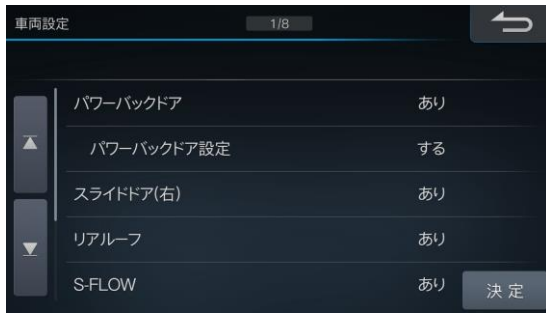 車両設定 1/8
パワーバックドア あり
パワーバックドア設定 する
スライドドア(右) あり
リアルーフ あり
S-FLOW あり
決定